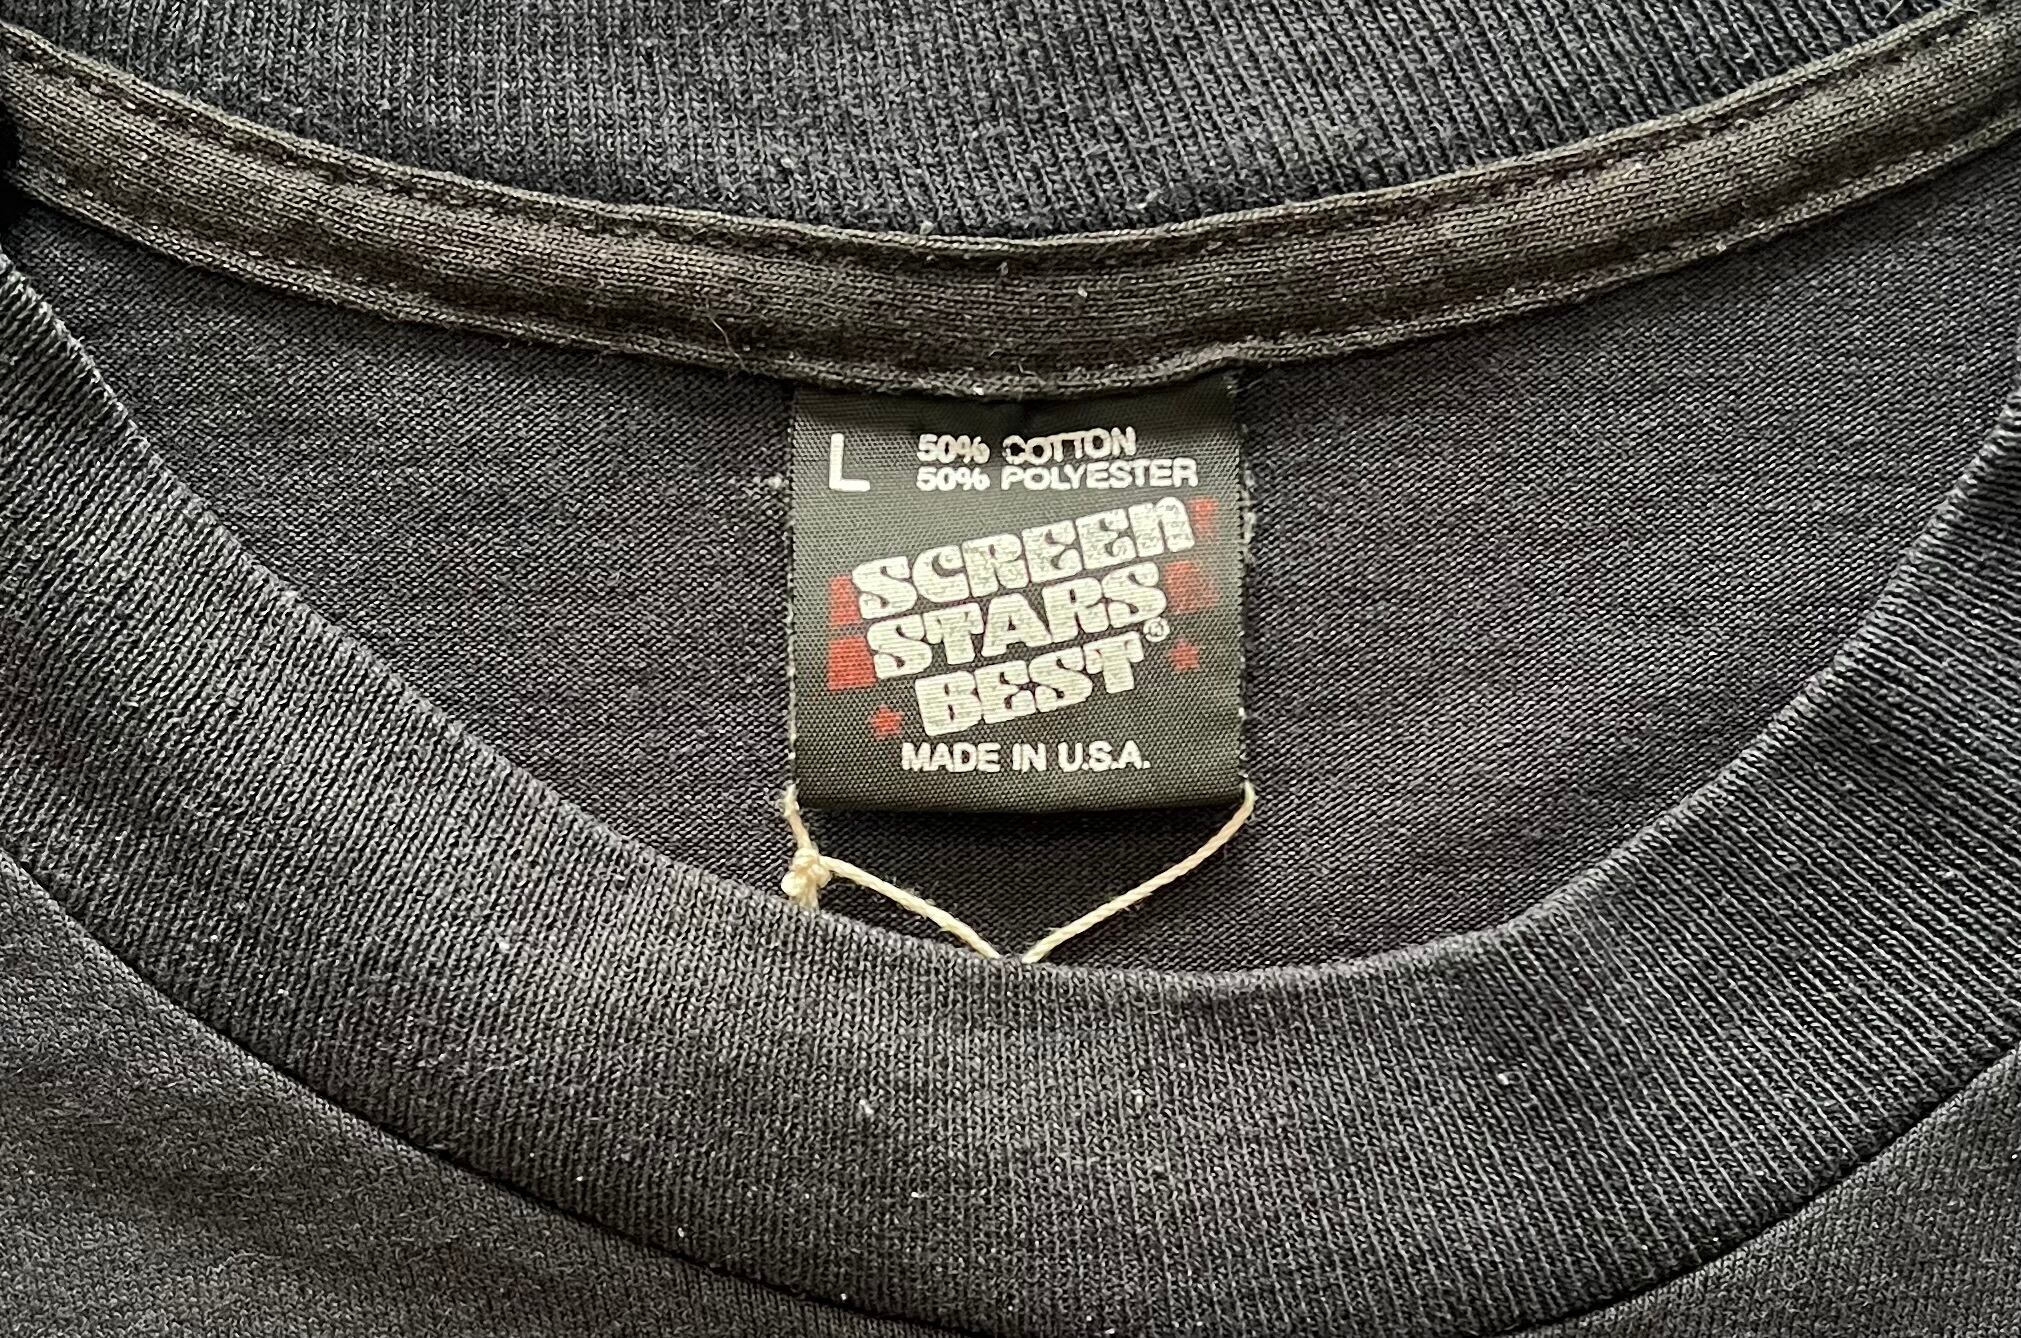 L 50% COTTON
50% POLYESTER
SCREEN
STARS
BEST®
MADE IN U.S.A.